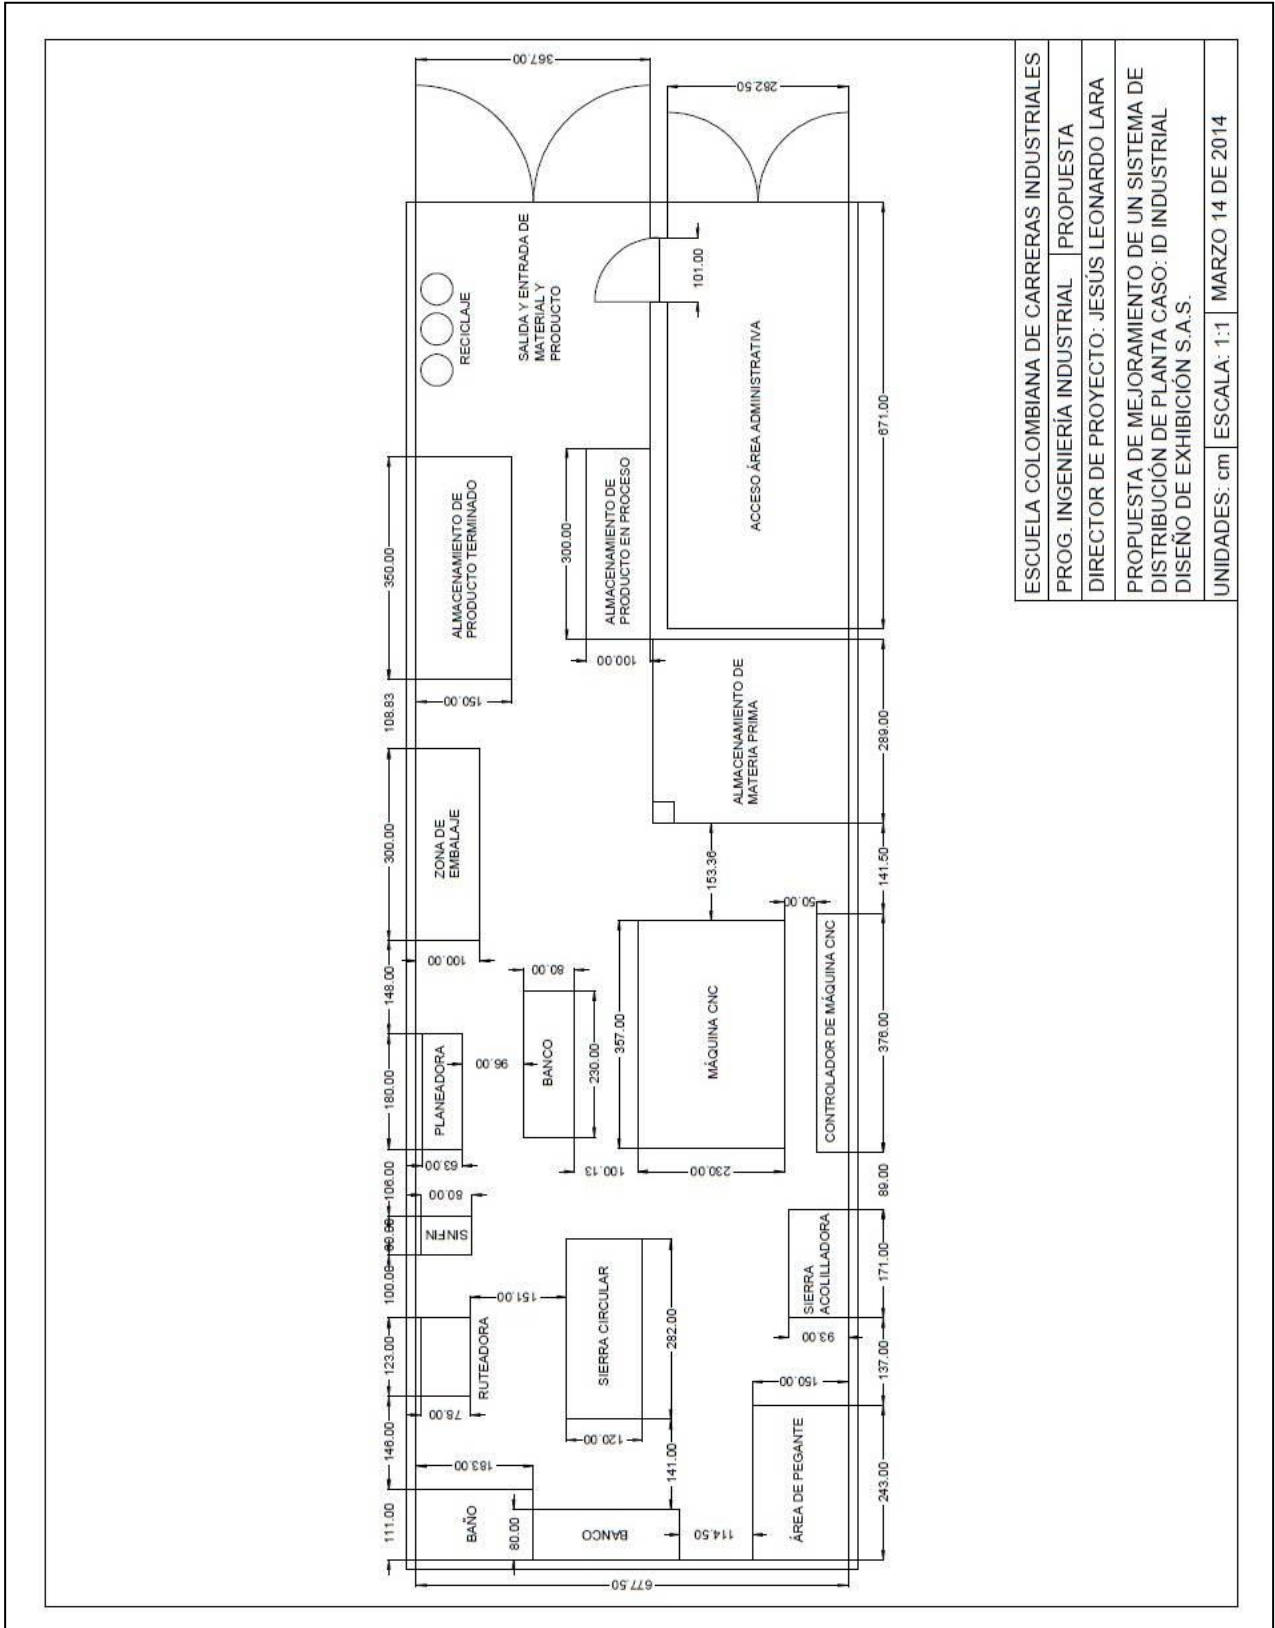 367.00
282.50
RECICLAJE
SALIDA Y ENTRADA DE
MATERIAL Y
PRODUCTO
101.00
350.00
ALMACENAMIENTO DE
PRODUCTO TERMINADO
150.00
108.83
300.00
ALMACENAMIENTO DE
PRODUCTO EN PROCESO
100.00
ACCESO ÁREA ADMINISTRATIVA
671.00
300.00
ZONA DE
EMBALAJE
100.00
148.00
ALMACENAMIENTO DE
MATERIA PRIMA
289.00
153.36
141.50
50.00
180.00
PLANEADORA
63.00
96.00
80.00
BANCO
230.00
357.00
MÁQUINA CNC
100.13
230.00
CONTROLADOR DE MÁQUINA CNC
376.00
106.00
80.00
SINFIN
100.08
151.00
123.00
RUTEADORA
78.00
146.00
SIERRA CIRCULAR
282.00
120.00
141.00
89.00
SIERRA
ACOLILLADORA
171.00
93.00
137.00
150.00
183.00
111.00
BAÑO
80.00
BANCO
114.50
ÁREA DE PEGANTE
243.00
677.50
ESCUELA COLOMBIANA DE CARRERAS INDUSTRIALES
PROG. INGENIERÍA INDUSTRIAL PROPUESTA
DIRECTOR DE PROYECTO: JESÚS LEONARDO LARA
PROPUESTA DE MEJORAMIENTO DE UN SISTEMA DE
DISTRIBUCIÓN DE PLANTA CASO: ID INDUSTRIAL
DISEÑO DE EXHIBICIÓN S.A.S.
UNIDADES: cm ESCALA: 1:1 MARZO 14 DE 2014